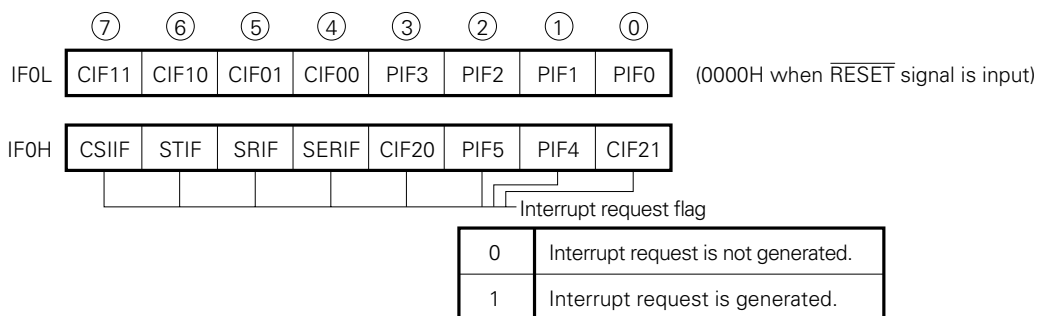 ⑦ ⑥ ⑤ ④ ③ ② ① ⓪
IF0L CIF11 CIF10 CIF01 CIF00 PIF3 PIF2 PIF1 PIF0 (0000H when R̅E̅S̅E̅T̅ signal is input)
IF0H CSIIF STIF SRIF SERIF CIF20 PIF5 PIF4 CIF21
Interrupt request flag
0 Interrupt request is not generated.
1 Interrupt request is generated.